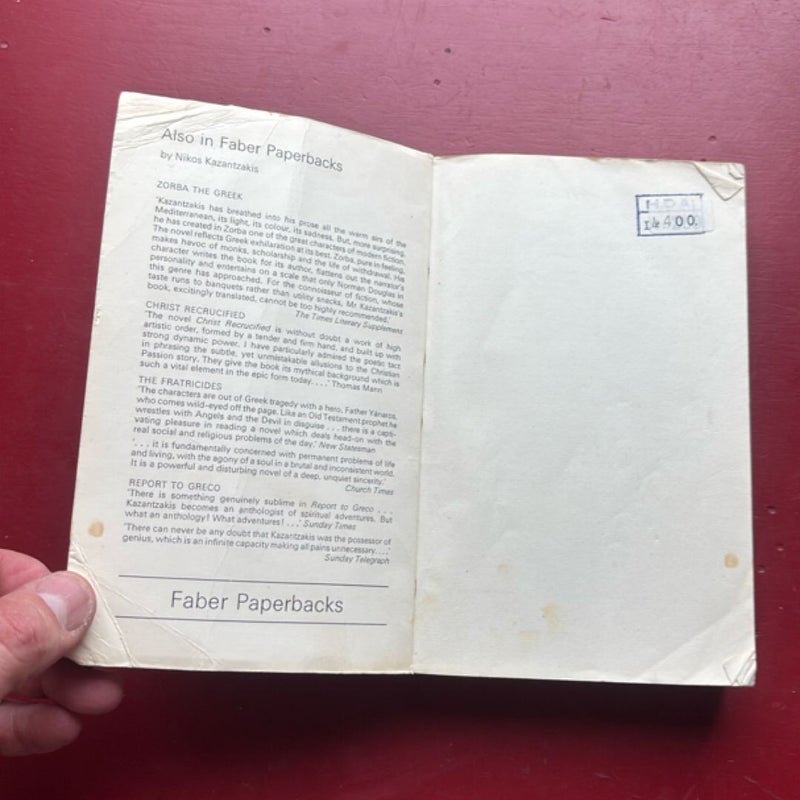 Also in Faber Paperbacks
by Nikos Kazantzakis
ZORBA THE GREEK
'Kazantzakis has breathed into his prose all the warm airs of the
Mediterranean, its light, its colour, its sadness. But, more surprising,
he has created in Zorba one of the great characters of modern fiction.
The novel reflects Greek exhilaration at its best. Zorba, pure in feeling,
makes havoc of monks, scholarship and the life of withdrawal. He
character writes the book for its author, flattens out the narrator's
personality and entertains on a scale that only Norman Douglas in
this genre has approached. For the connoisseur of fiction, whose
taste runs to banquets rather than utility snacks, Mr Kazantzakis's
book, excitingly translated, cannot be too highly recommended.'
The Times Literary Supplement
CHRIST RECRUCIFIED
'The novel Christ Recrucified is without doubt a work of high
artistic order, formed by a tender and firm hand, and built up with
strong dynamic power. I have particularly admired the poetic tact
in phrasing the subtle, yet unmistakable allusions to the Christian
Passion story. They give the book its mythical background which is
such a vital element in the epic form today. . . .' Thomas Mann
THE FRATRICIDES
'The characters are out of Greek tragedy with a hero, Father Yánaros,
who comes wild-eyed off the page. Like an Old Testament prophet he
wrestles with Angels and the Devil in disguise . . . there is a capti-
vating pleasure in reading a novel which deals head-on with the
real social and religious problems of the day.' New Statesman
'. . . it is fundamentally concerned with permanent problems of life
and living, with the agony of a soul in a brutal and inconsistent world.
It is a powerful and disturbing novel of a deep, unquiet sincerity.'
Church Times
REPORT TO GRECO
'There is something genuinely sublime in Report to Greco . . .
Kazantzakis becomes an anthologist of spiritual adventures. But
what an anthology! What adventures! . . .' Sunday Times
'There can never be any doubt that Kazantzakis was the possessor of
genius, which is an infinite capacity making all pains unnecessary. . . .'
Sunday Telegraph
Faber Paperbacks
400.